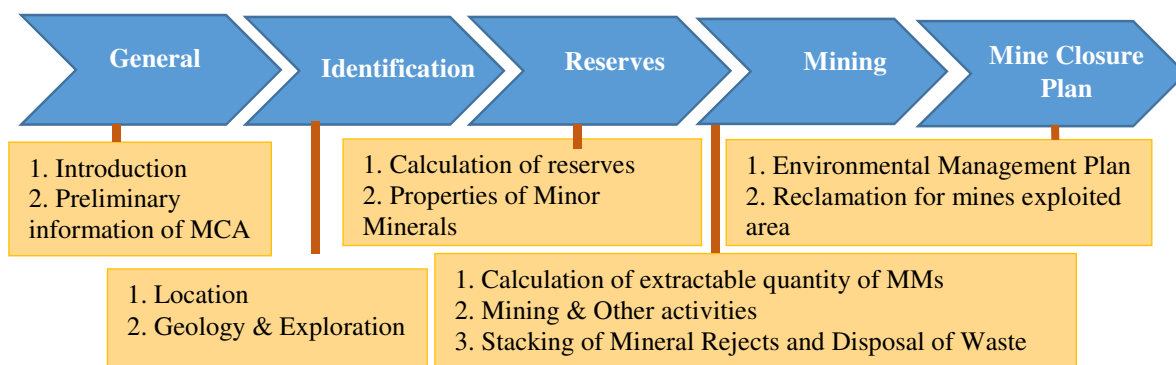 General
Identification
Reserves
Mining
Mine Closure
Plan
1. Introduction
2. Preliminary
information of MCA
1. Location
2. Geology & Exploration
1. Calculation of reserves
2. Properties of Minor
Minerals
1. Calculation of extractable quantity of MMs
2. Mining & Other activities
3. Stacking of Mineral Rejects and Disposal of Waste
1. Environmental Management Plan
2. Reclamation for mines exploited
area